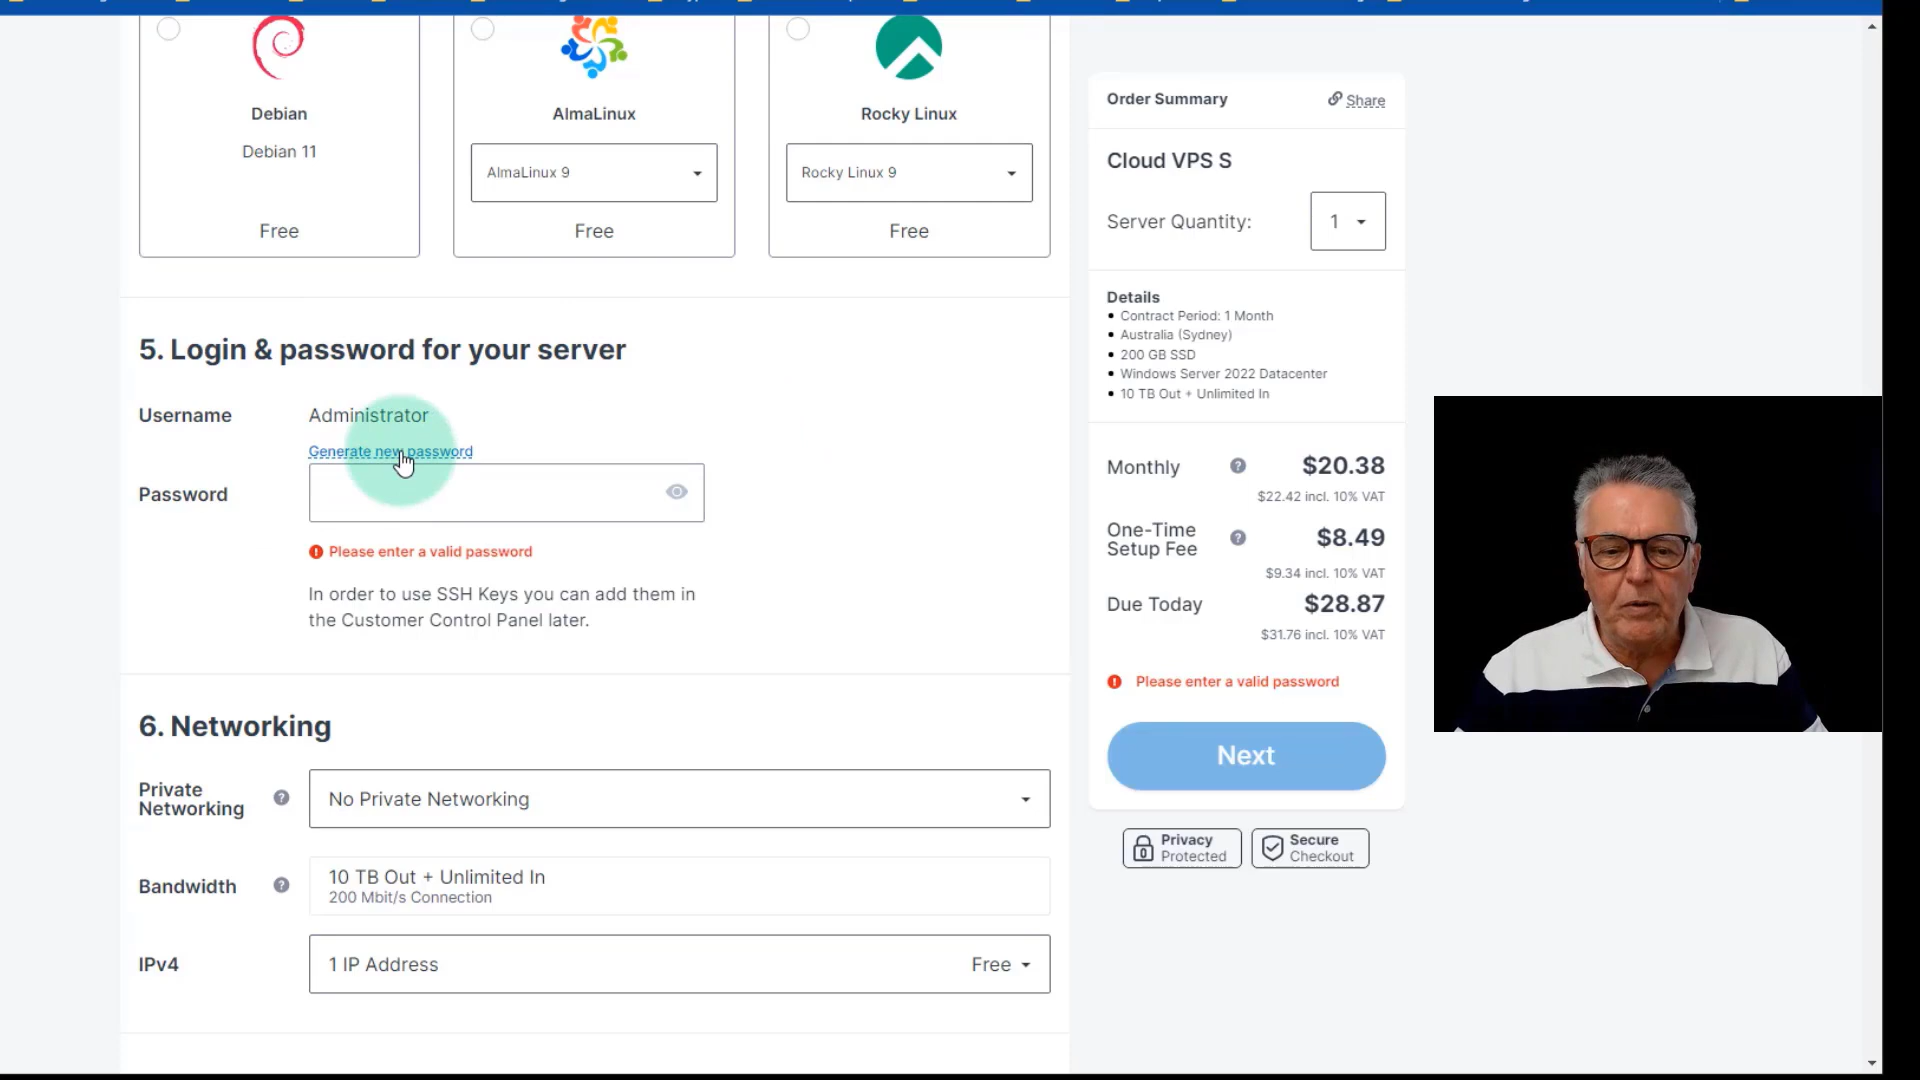 Debian
Debian 11
Free
AlmaLinux
AlmaLinux 9
Free
Rocky Linux
Rocky Linux 9
Free
5. Login & password for your server
Username
Administrator
Generate new password
Password
Please enter a valid password
In order to use SSH Keys you can add them in
the Customer Control Panel later.
6. Networking
Private
Networking
No Private Networking
Bandwidth
10 TB Out + Unlimited In
200 Mbit/s Connection
IPv4
1 IP Address
Free
Order Summary
Share
Cloud VPS S
Server Quantity:
1
Details
Contract Period: 1 Month
Australia (Sydney)
200 GB SSD
Windows Server 2022 Datacenter
10 TB Out + Unlimited In
Monthly
$20.38
$22.42 incl. 10% VAT
One-Time
Setup Fee
$8.49
$9.34 incl. 10% VAT
Due Today
$28.87
$31.76 incl. 10% VAT
Please enter a valid password
Next
Privacy
Protected
Secure
Checkout